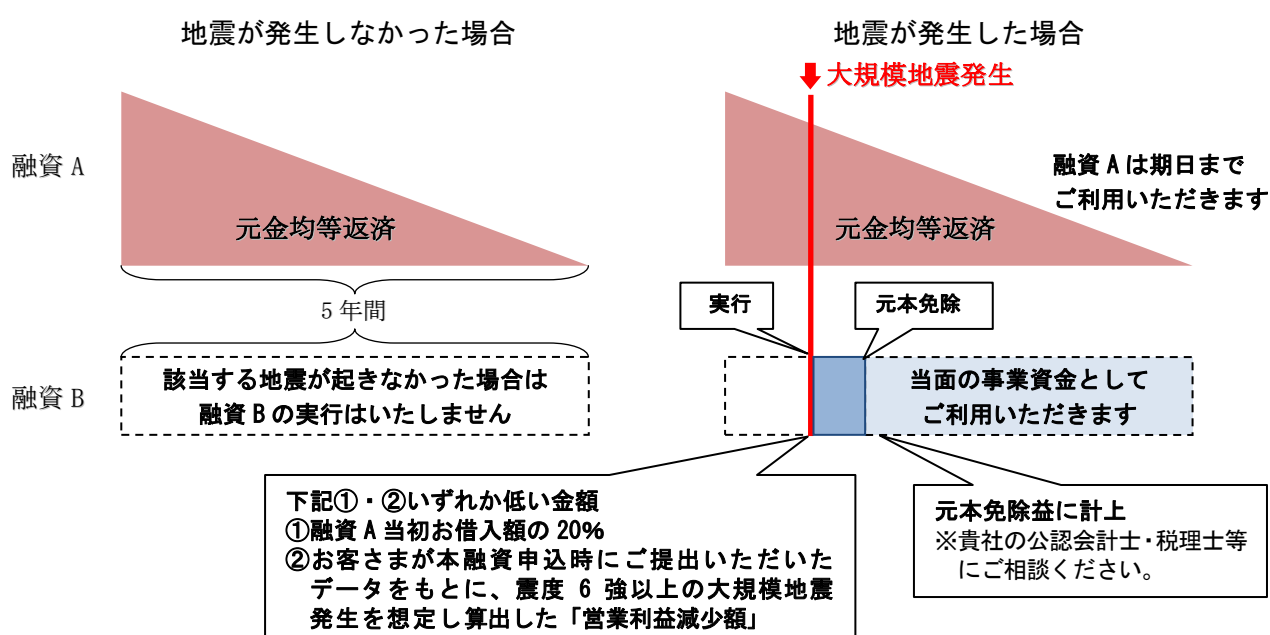 地震が発生しなかった場合
地震が発生した場合
大規模地震発生
融資 A
元金均等返済
元金均等返済
融資 A は期日まで
ご利用いただきます
5 年間
実行
元本免除
融資 B
該当する地震が起きなかった場合は
融資 B の実行はいたしません
当面の事業資金として
ご利用いただきます
下記①・②いずれか低い金額
①融資 A 当初お借入額の 20%
②お客さまが本融資申込時にご提出いただいた
データをもとに、震度 6 強以上の大規模地震
発生を想定し算出した「営業利益減少額」
元本免除益に計上
※貴社の公認会計士・税理士等
にご相談ください。